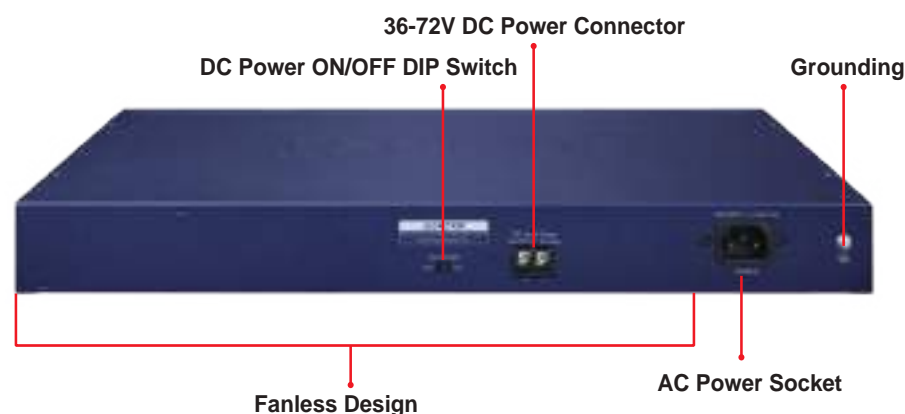 36-72V DC Power Connector
DC Power ON/OFF DIP Switch
Grounding
AC Power Socket
Fanless Design